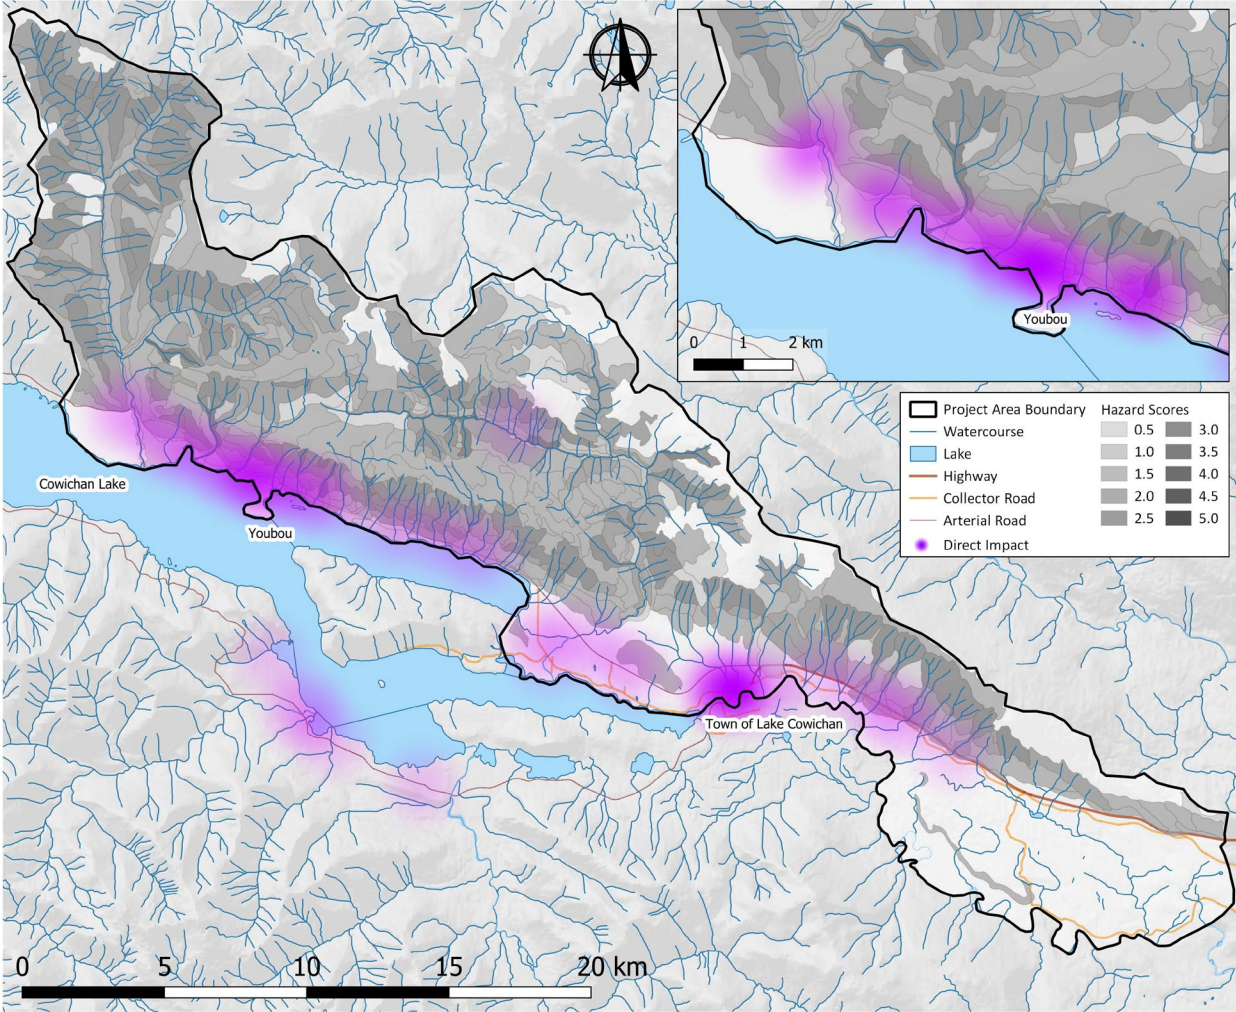 Youbou
0 1 2 km
Project Area Boundary
Watercourse
Lake
Highway
Collector Road
Arterial Road
Direct Impact
Hazard Scores
0.5 3.0
1.0 3.5
1.5 4.0
2.0 4.5
2.5 5.0
Cowichan Lake
Youbou
Town of Lake Cowichan
0 5 10 15 20 km